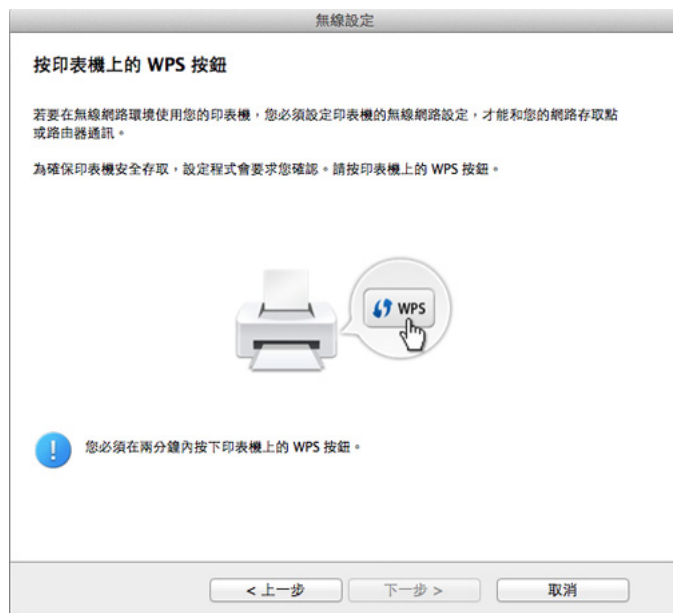 無線設定
按印表機上的 WPS 按鈕
若要在無線網路環境使用您的印表機，您必須設定印表機的無線網路設定，才能和您的網路存取點
或路由器通訊。
為確保印表機安全存取，設定程式會要求您確認。請按印表機上的 WPS 按鈕。
WPS
您必須在兩分鐘內按下印表機上的 WPS 按鈕。
< 上一步
下一步 >
取消